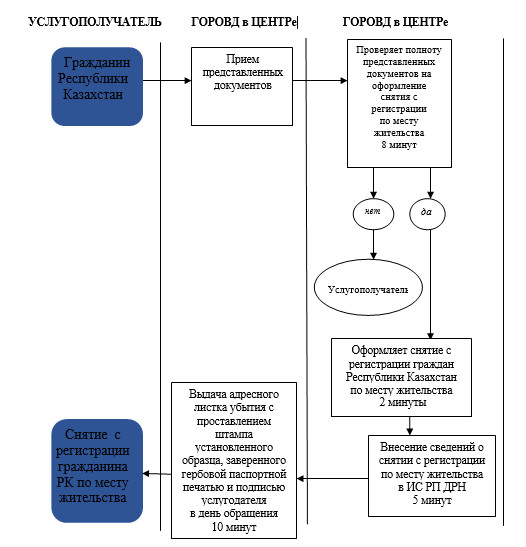 УСЛУГОПОЛУЧАТЕЛЬ
ГОРОВД в ЦЕНТРе
ГОРОВД в ЦЕНТРе
Гражданин
Республики
Казахстан
Прием
представленных
документов
Проверяет полноту
представленных
документов на
оформление
снятия с
регистрации
по месту
жительства
8 минут
нет
да
Услугополучатель
Оформляет снятие с
регистрации граждан
Республики Казахстан
по месту жительства
2 минуты
Внесение сведений о
снятии с регистрации
по месту жительства
в ИС РП ДРН
5 минут
Выдача адресного
листка убытия с
проставлением
штампа
установленного
образца, заверенного
гербовой паспортной
печатью и подписью
услугодателя
в день обращения
10 минут
Снятие с
регистрации
гражданина
РК по месту
жительства